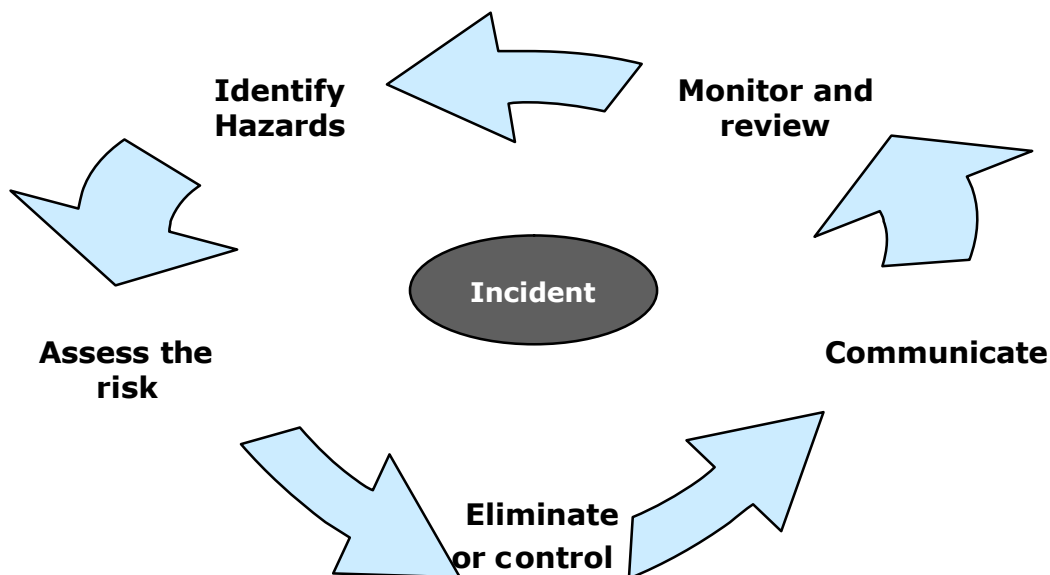 Identify
Hazards
Monitor and
review
Incident
Assess the
risk
Communicate
Eliminate
or control